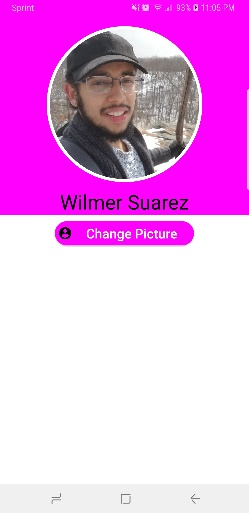 Sprint 93% 11:05 PM
Wilmer Suarez
Change Picture